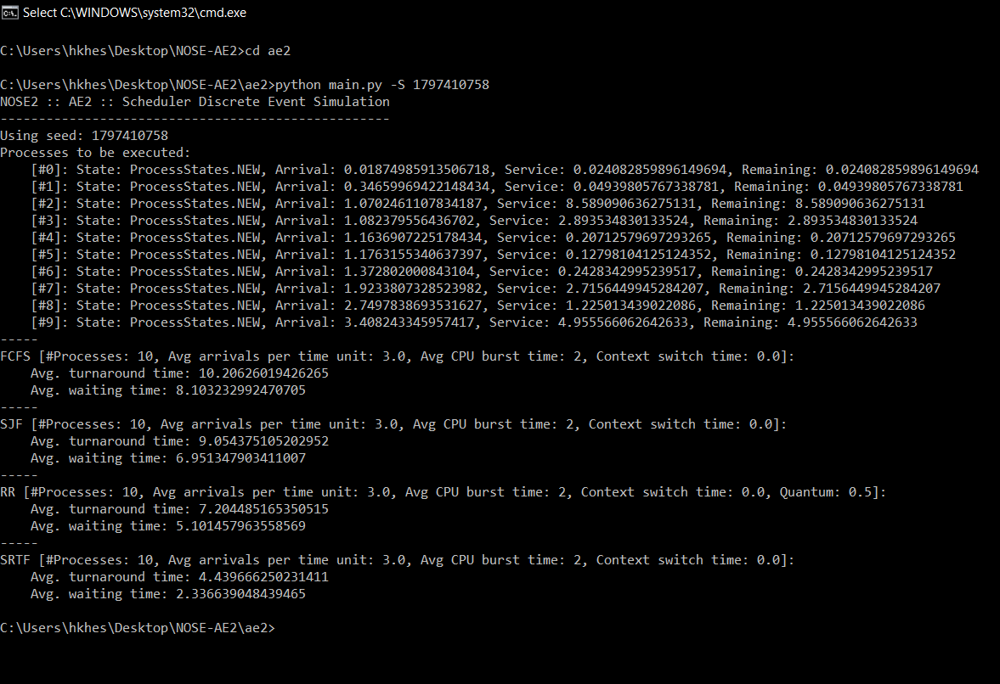 Select C:\WINDOWS\system32\cmd.exe
C:\Users\hkhes\Desktop\NOSE-AE2>cd ae2
C:\Users\hkhes\Desktop\NOSE-AE2\ae2>python main.py -S 1797410758
NOSE2 :: AE2 :: Scheduler Discrete Event Simulation
---------------------------------------------------
Using seed: 1797410758
Processes to be executed:
    [#0]: State: ProcessStates.NEW, Arrival: 0.01874985913506718, Service: 0.024082859896149694, Remaining: 0.024082859896149694
    [#1]: State: ProcessStates.NEW, Arrival: 0.34659969422148434, Service: 0.04939805767338781, Remaining: 0.04939805767338781
    [#2]: State: ProcessStates.NEW, Arrival: 1.0702461107834187, Service: 8.589090636275131, Remaining: 8.589090636275131
    [#3]: State: ProcessStates.NEW, Arrival: 1.082379556436702, Service: 2.893534830133524, Remaining: 2.893534830133524
    [#4]: State: ProcessStates.NEW, Arrival: 1.1636907225178434, Service: 0.20712579697293265, Remaining: 0.20712579697293265
    [#5]: State: ProcessStates.NEW, Arrival: 1.1763155340637397, Service: 0.12798104125124352, Remaining: 0.12798104125124352
    [#6]: State: ProcessStates.NEW, Arrival: 1.372802000843104, Service: 0.2428342995239517, Remaining: 0.2428342995239517
    [#7]: State: ProcessStates.NEW, Arrival: 1.9233807328523982, Service: 2.7156449945284207, Remaining: 2.7156449945284207
    [#8]: State: ProcessStates.NEW, Arrival: 2.7497838693531627, Service: 1.225013439022086, Remaining: 1.225013439022086
    [#9]: State: ProcessStates.NEW, Arrival: 3.408243345957417, Service: 4.955566062642633, Remaining: 4.955566062642633
-----
FCFS [#Processes: 10, Avg arrivals per time unit: 3.0, Avg CPU burst time: 2, Context switch time: 0.0]:
    Avg. turnaround time: 10.20626019426265
    Avg. waiting time: 8.103232992470705
-----
SJF [#Processes: 10, Avg arrivals per time unit: 3.0, Avg CPU burst time: 2, Context switch time: 0.0]:
    Avg. turnaround time: 9.054375105202952
    Avg. waiting time: 6.951347903411007
-----
RR [#Processes: 10, Avg arrivals per time unit: 3.0, Avg CPU burst time: 2, Context switch time: 0.0, Quantum: 0.5]:
    Avg. turnaround time: 7.204485165350515
    Avg. waiting time: 5.101457963558569
-----
SRTF [#Processes: 10, Avg arrivals per time unit: 3.0, Avg CPU burst time: 2, Context switch time: 0.0]:
    Avg. turnaround time: 4.439666250231411
    Avg. waiting time: 2.336639048439465
C:\Users\hkhes\Desktop\NOSE-AE2\ae2>